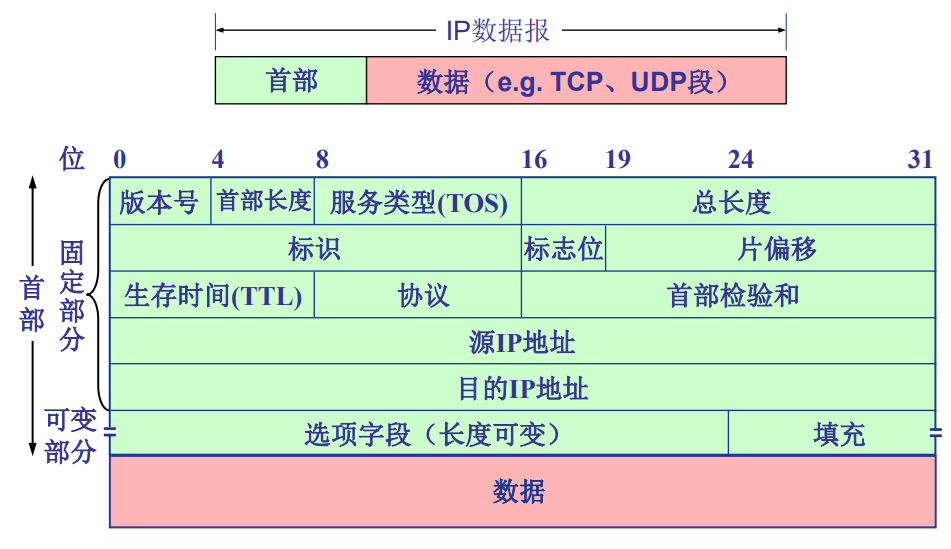 IP数据报
首部 数据（e.g. TCP、UDP段）
位 0 4 8 16 19 24 31
版本号 首部长度 服务类型(TOS) 总长度
标识 标志位 片偏移
生存时间(TTL) 协议 首部检验和
源IP地址
目的IP地址
选项字段（长度可变） 填充
数据
首部
固定部分
可变
部分